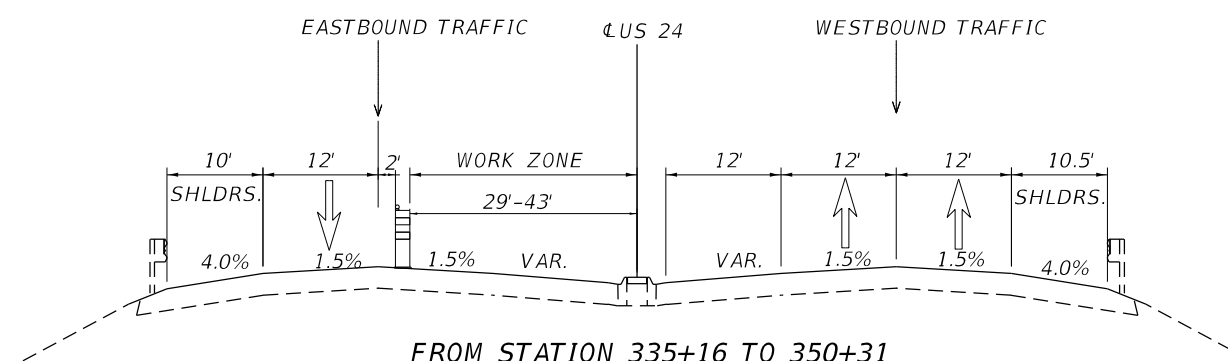 EASTBOUND TRAFFIC
℄ US 24
WESTBOUND TRAFFIC
10'
12'
2'
WORK ZONE
12'
12'
12'
10.5'
SHLDRS.
29'-43'
SHLDRS.
4.0%
1.5%
1.5%
VAR.
VAR.
1.5%
1.5%
4.0%
FROM STATION 335+16 TO 350+31